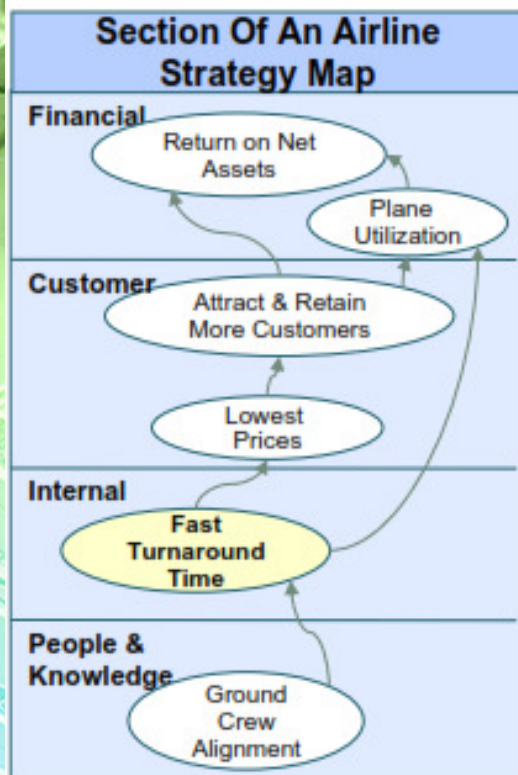 Section Of An Airline
Strategy Map
Financial
Return on Net
Assets
Plane
Utilization
Customer
Attract & Retain
More Customers
Lowest
Prices
Internal
Fast
Turnaround
Time
People &
Knowledge
Ground
Crew
Alignment